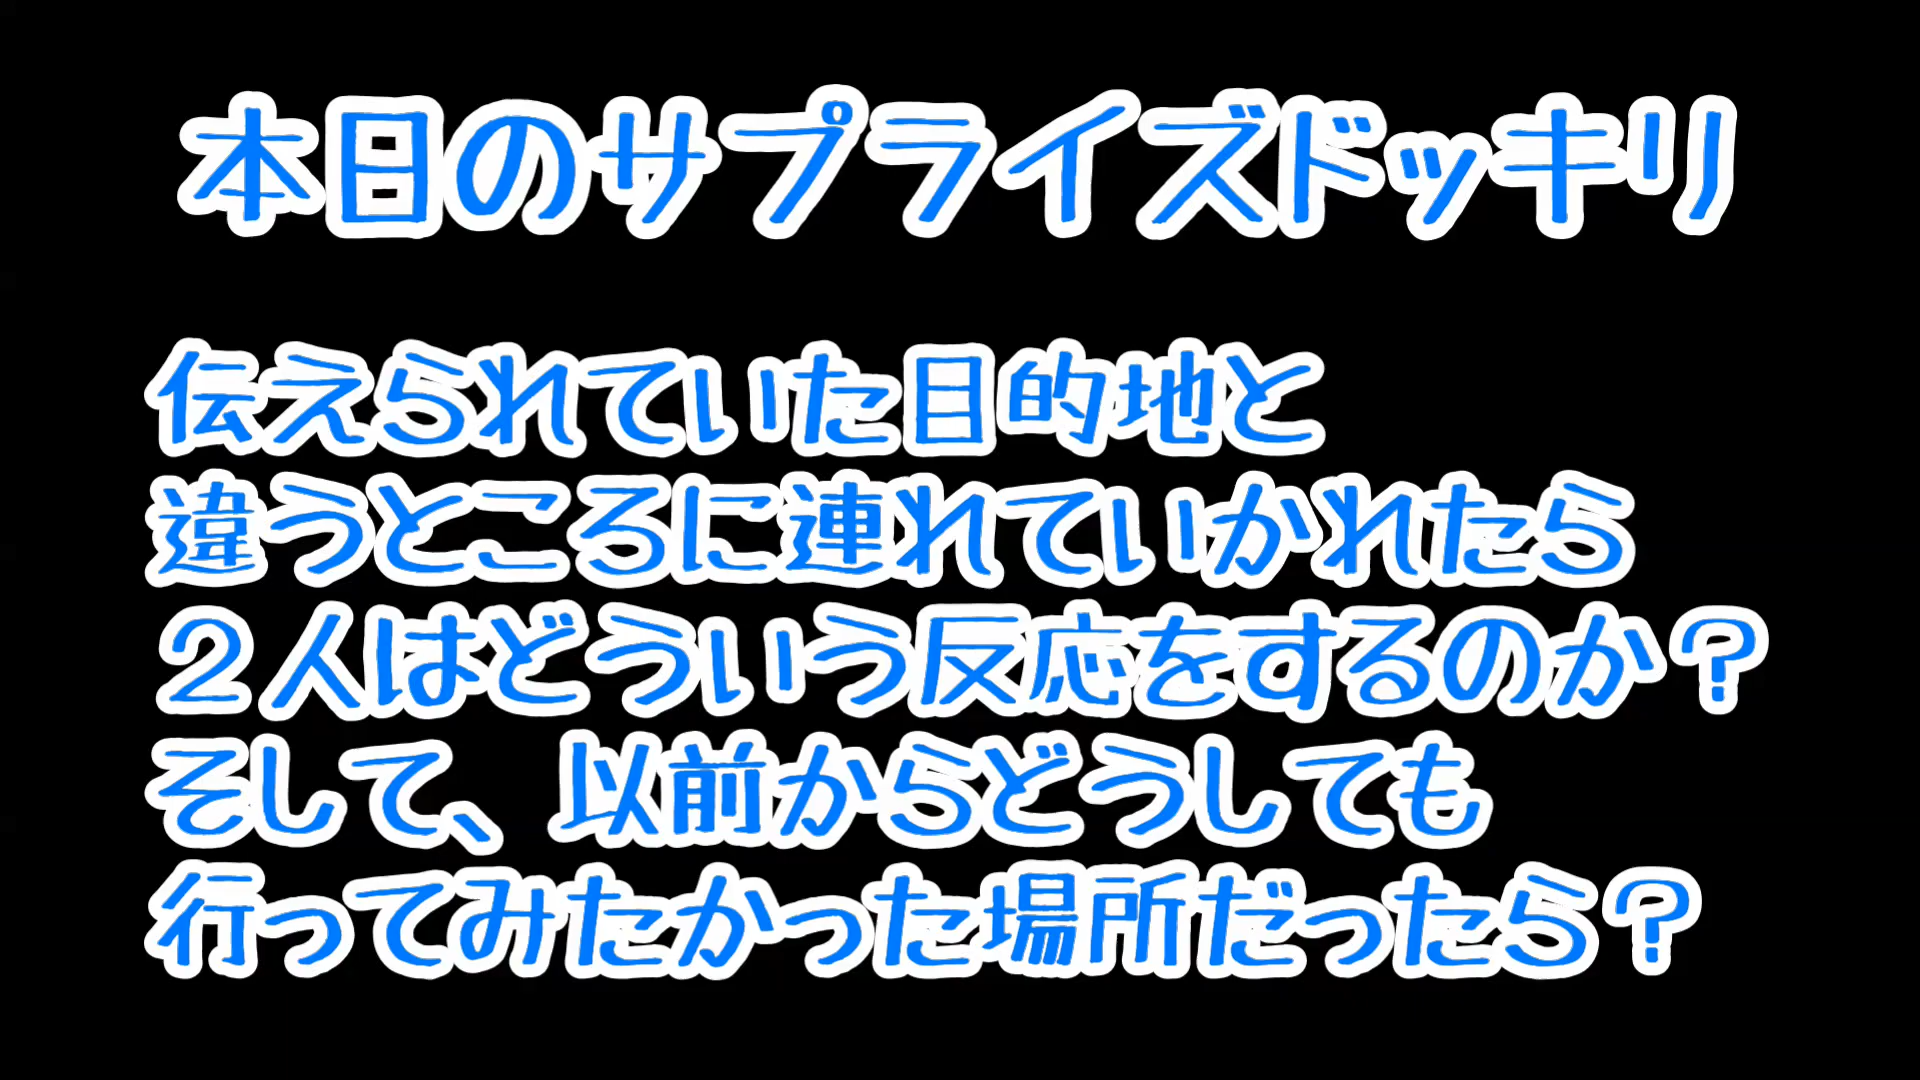 本日のサプライズドッキリ
伝えられていた目的地と
違うところに連れていかれたら
２人はどういう反応をするのか？
そして、以前からどうしても
行ってみたかった場所だったら？